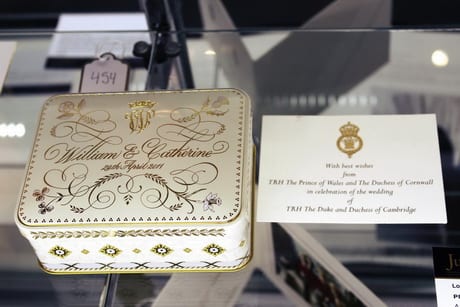 454
William & Catherine
29th April 2011
With best wishes
from
TRH The Prince of Wales and The Duchess of Cornwall
in celebration of the wedding
of
TRH The Duke and Duchess of Cambridge